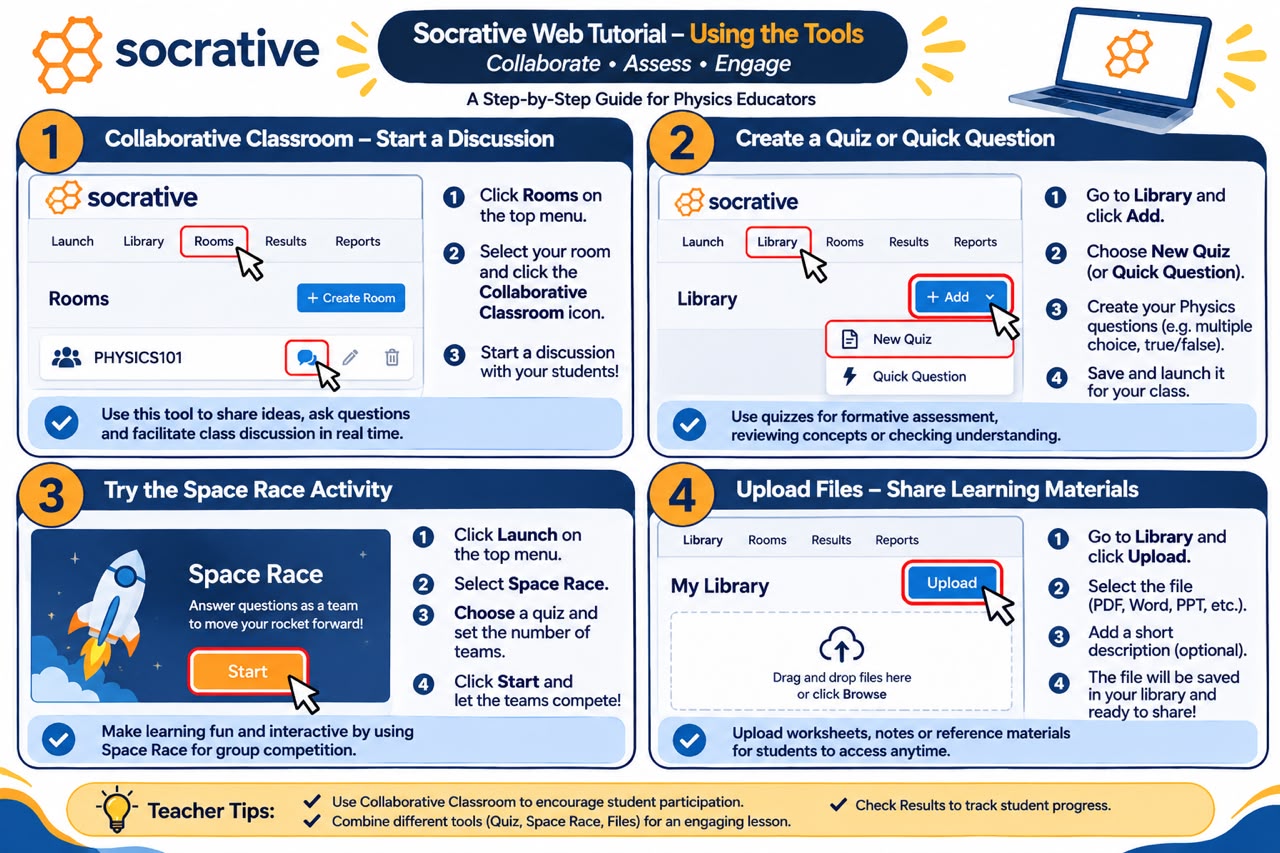 socrative
Socrative Web Tutorial – Using the Tools
Collaborate • Assess • Engage
A Step-by-Step Guide for Physics Educators
1
Collaborative Classroom – Start a Discussion
socrative
Launch Library Rooms Results Reports
Rooms
+ Create Room
PHYSICS101
1 Click Rooms on
the top menu.
2 Select your room
and click the
Collaborative
Classroom icon.
3 Start a discussion
with your students!
Use this tool to share ideas, ask questions
and facilitate class discussion in real time.
2
Create a Quiz or Quick Question
socrative
Launch Library Rooms Results Reports
Library
+ Add
New Quiz
Quick Question
1 Go to Library and
click Add.
2 Choose New Quiz
(or Quick Question).
3 Create your Physics
questions (e.g. multiple
choice, true/false).
4 Save and launch it
for your class.
Use quizzes for formative assessment,
reviewing concepts or checking understanding.
3
Try the Space Race Activity
Space Race
Answer questions as a team
to move your rocket forward!
Start
1 Click Launch on
the top menu.
2 Select Space Race.
3 Choose a quiz and
set the number of
teams.
4 Click Start and
let the teams compete!
Make learning fun and interactive by using
Space Race for group competition.
4
Upload Files – Share Learning Materials
Library Rooms Results Reports
My Library
Upload
Drag and drop files here
or click Browse
1 Go to Library and
click Upload.
2 Select the file
(PDF, Word, PPT, etc.).
3 Add a short
description (optional).
4 The file will be saved
in your library and
ready to share!
Upload worksheets, notes or reference materials
for students to access anytime.
Teacher Tips:
Use Collaborative Classroom to encourage student participation.
Combine different tools (Quiz, Space Race, Files) for an engaging lesson.
Check Results to track student progress.